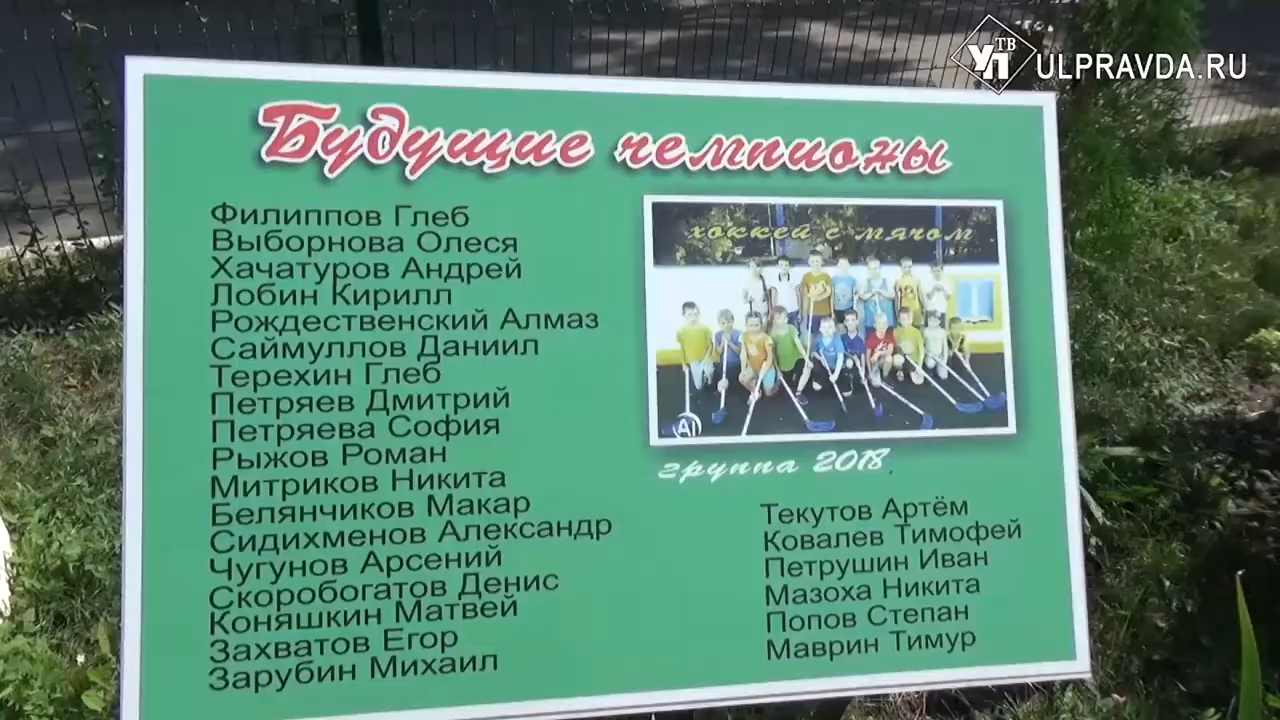 УП ТВ ULPRAVDA.RU
Будущие чемпионы
Филиппов Глеб
Выборнова Олеся
Хачатуров Андрей
Лобин Кирилл
Рождественский Алмаз
Саймуллов Даниил
Терехин Глеб
Петряев Дмитрий
Петряева София
Рыжов Роман
Митриков Никита
Белянчиков Макар
Сидихменов Александр
Чугунов Арсений
Скоробогатов Денис
Коняшкин Матвей
Захватов Егор
Зарубин Михаил
хоккей с мячом
AI
группа 2018
Текутов Артём
Ковалев Тимофей
Петрушин Иван
Мазоха Никита
Попов Степан
Маврин Тимур